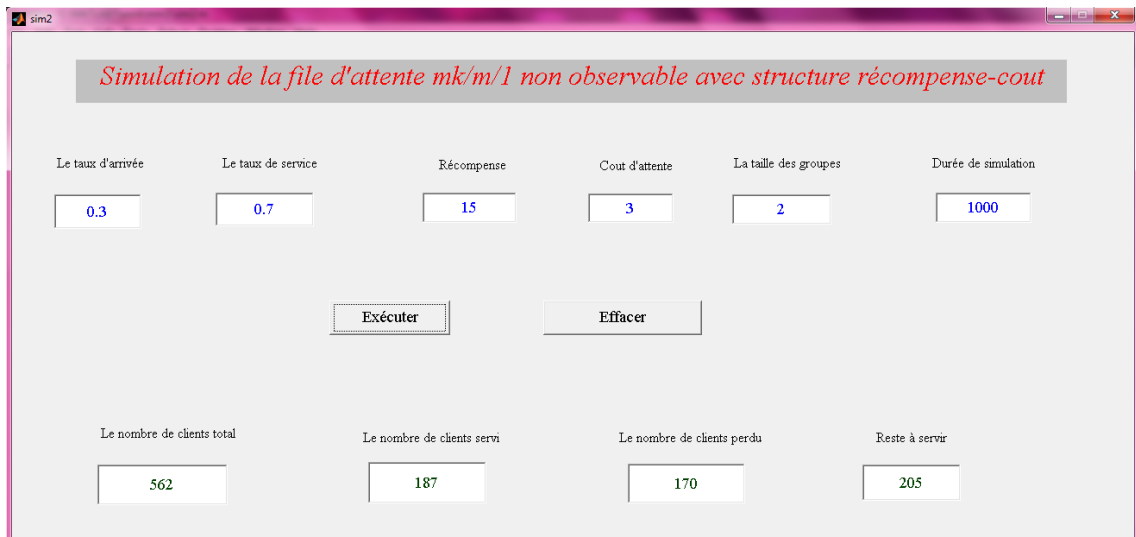 sim2
Simulation de la file d'attente mk/m/1 non observable avec structure récompense-cout
Le taux d'arrivée
Le taux de service
Récompense
Cout d'attente
La taille des groupes
Durée de simulation
0.3
0.7
15
3
2
1000
Exécuter
Effacer
Le nombre de clients total
Le nombre de clients servi
Le nombre de clients perdu
Reste à servir
562
187
170
205